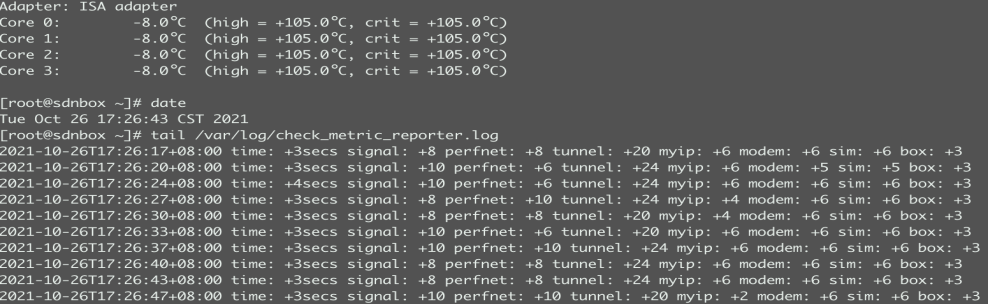 Adapter: ISA adapter
Core 0: -8.0°C (high = +105.0°C, crit = +105.0°C)
Core 1: -8.0°C (high = +105.0°C, crit = +105.0°C)
Core 2: -8.0°C (high = +105.0°C, crit = +105.0°C)
Core 3: -8.0°C (high = +105.0°C, crit = +105.0°C)
[root@sdnbox ~]# date
Tue Oct 26 17:26:43 CST 2021
[root@sdnbox ~]# tail /var/log/check_metric_reporter.log
2021-10-26T17:26:17+08:00 time: +3secs signal: +8 perfnet: +8 tunnel: +20 myip: +6 modem: +6 sim: +6 box: +3
2021-10-26T17:26:20+08:00 time: +3secs signal: +10 perfnet: +6 tunnel: +24 myip: +6 modem: +5 sim: +5 box: +3
2021-10-26T17:26:24+08:00 time: +4secs signal: +10 perfnet: +6 tunnel: +24 myip: +6 modem: +6 sim: +6 box: +3
2021-10-26T17:26:27+08:00 time: +3secs signal: +8 perfnet: +10 tunnel: +24 myip: +4 modem: +6 sim: +6 box: +3
2021-10-26T17:26:30+08:00 time: +3secs signal: +8 perfnet: +8 tunnel: +20 myip: +4 modem: +6 sim: +6 box: +3
2021-10-26T17:26:33+08:00 time: +3secs signal: +10 perfnet: +6 tunnel: +20 myip: +6 modem: +6 sim: +6 box: +3
2021-10-26T17:26:37+08:00 time: +3secs signal: +10 perfnet: +10 tunnel: +24 myip: +6 modem: +6 sim: +6 box: +3
2021-10-26T17:26:40+08:00 time: +3secs signal: +8 perfnet: +8 tunnel: +24 myip: +6 modem: +6 sim: +6 box: +3
2021-10-26T17:26:43+08:00 time: +3secs signal: +8 perfnet: +8 tunnel: +24 myip: +6 modem: +6 sim: +6 box: +3
2021-10-26T17:26:47+08:00 time: +3secs signal: +10 perfnet: +10 tunnel: +20 myip: +2 modem: +6 sim: +6 box: +3